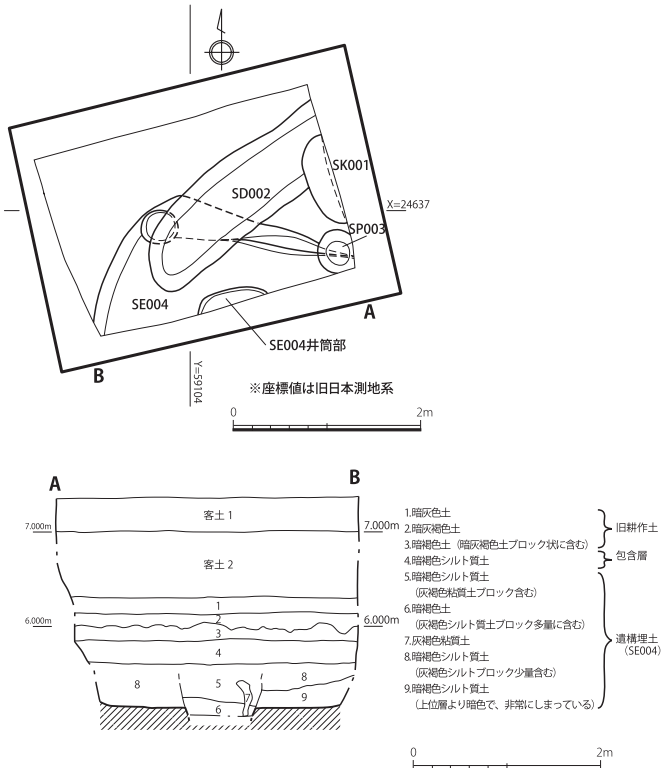 SK001
SD002
X=24637
SP003
SE004
A
SE004井筒部
B
Y=59104
※座標値は旧日本測地系
0 2m
A B
客土 1
7.000m 7.000m
客土 2
1
2
6.000m 6.000m
3
4
8 5 7 8
9
6
1.暗灰色土
2.暗灰褐色土
3.暗褐色土（暗灰褐色土ブロック状に含む）
旧耕作土
4.暗褐色シルト質土
包含層
5.暗褐色シルト質土
（灰褐色粘質土ブロック含む）
6.暗褐色土
（灰褐色シルト質土ブロック多量に含む）
7.灰褐色粘質土
8.暗褐色シルト質土
（灰褐色シルトブロック少量含む）
9.暗褐色シルト質土
（上位層より暗色で、非常にしまっている）
遺構埋土
（SE004）
0 2m